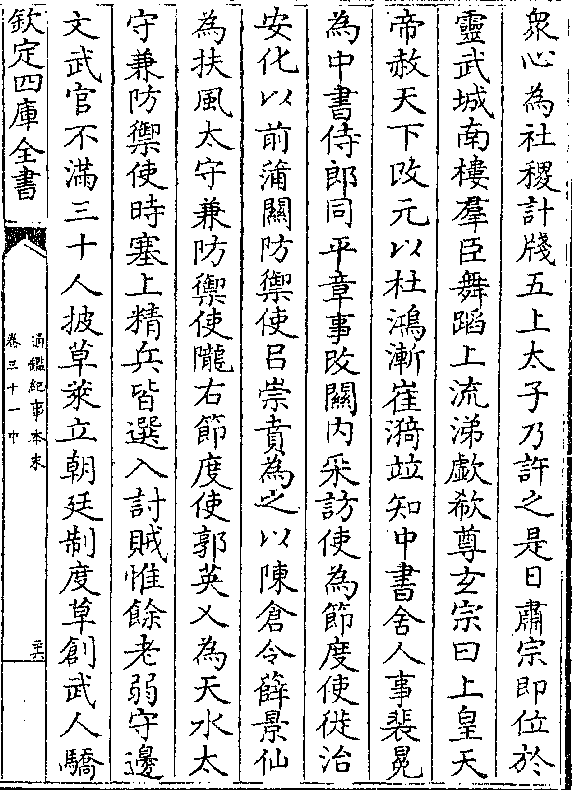 衆心為社稷計牋五上太子乃許之是日肅宗即位於
靈武城南樓羣臣舞蹈上流涕歔欷尊玄宗曰上皇天
帝赦天下改元以杜鴻漸崔漪竝知中書舍人事裴冕
為中書侍郎同平章事改關内采訪使為節度使徙治
安化以前蒲關防禦使吕崇賁為之以陳倉令薛景仙
為扶風太守兼防禦使隴右節度使郭英乂為天水太
守兼防禦使時塞上精兵皆選入討賊惟餘老弱守邊
文武官不滿三十人披草萊立朝廷制度草創武人驕
欽定四庫全書
通鑑紀事本末
卷三十一中